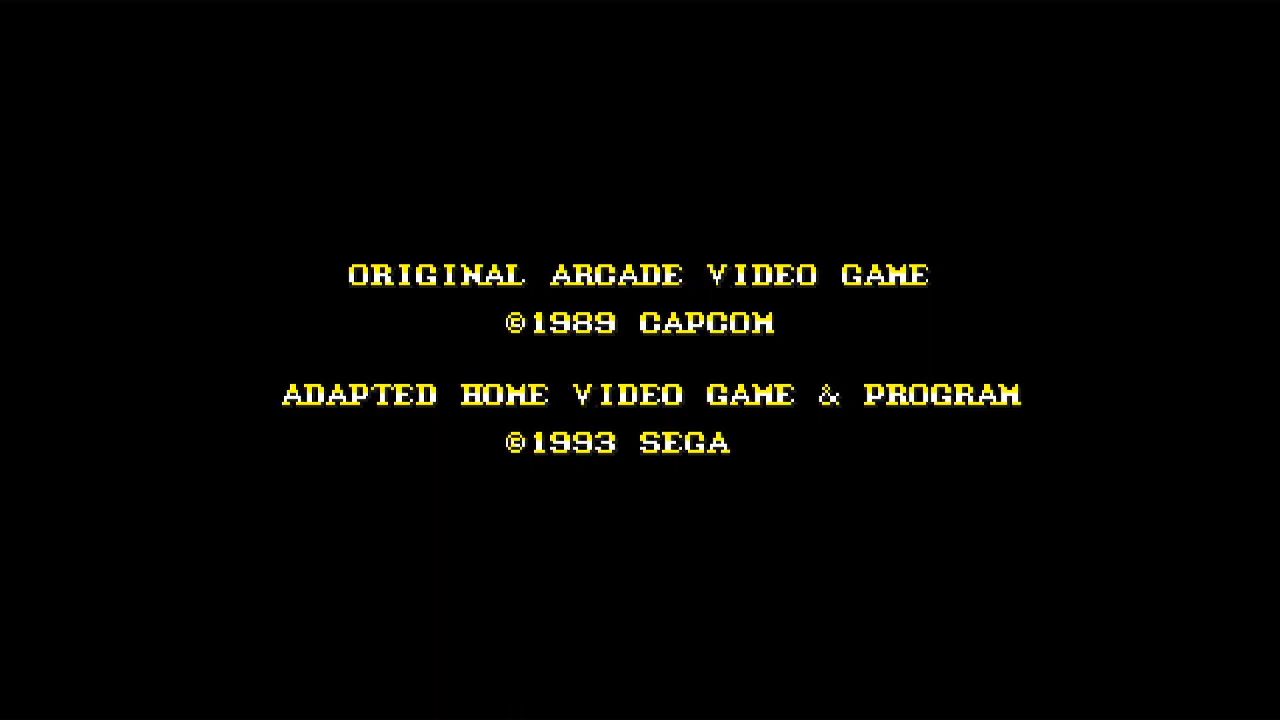 ORIGINAL ARCADE VIDEO GAME
©1989 CAPCOM
ADAPTED HOME VIDEO GAME & PROGRAM
©1993 SEGA